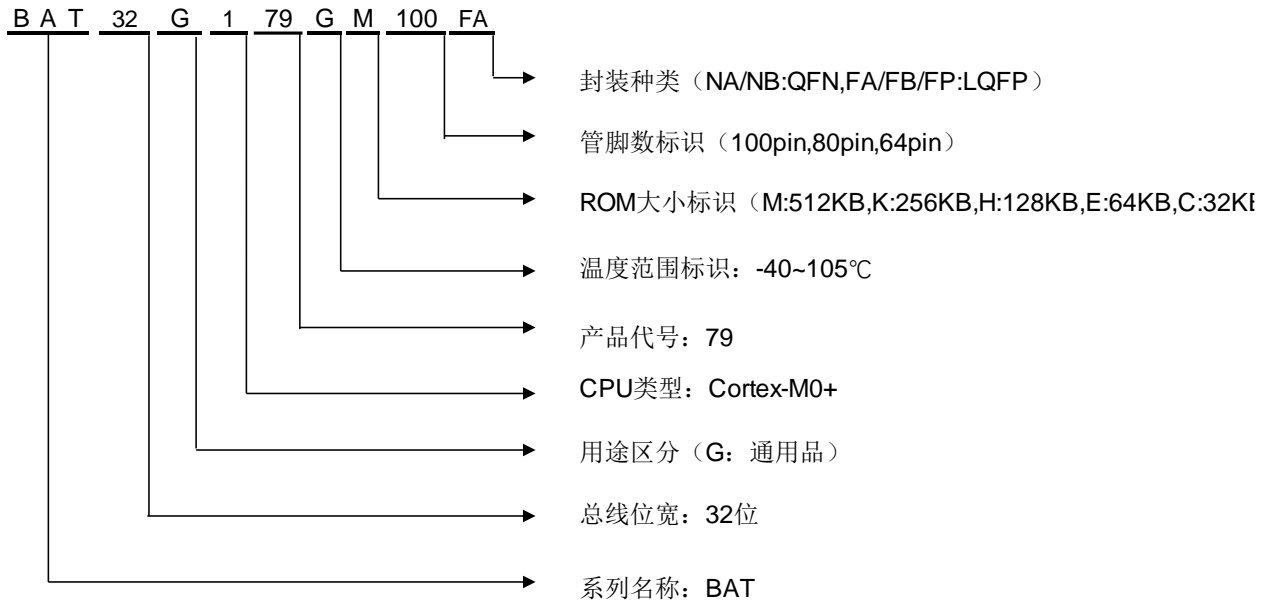 BAT 32 G 1 79 G M 100 FA
封装种类（NA/NB:QFN,FA/FB/FP:LQFP）
管脚数标识（100pin,80pin,64pin）
ROM大小标识（M:512KB,K:256KB,H:128KB,E:64KB,C:32K
温度范围标识：-40~105℃
产品代号：79
CPU类型：Cortex-M0+
用途区分（G：通用品）
总线位宽：32位
系列名称：BAT